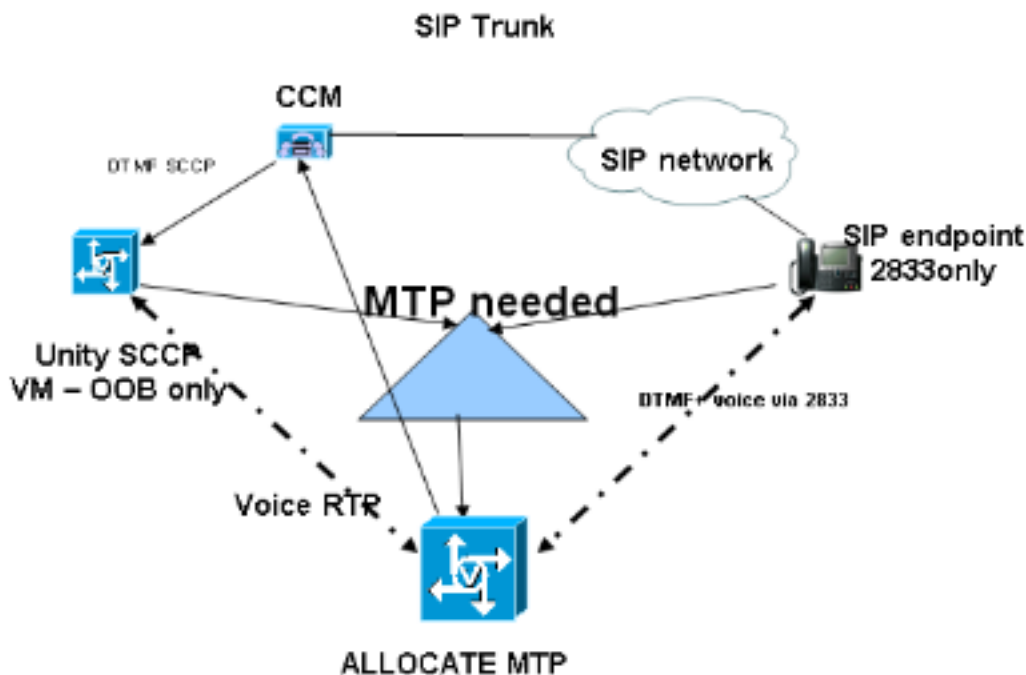 SIP Trunk
CCM
DTMF SCCP
SIP network
SIP endpoint
2833only
MTP needed
Unity SCCP
VM – OOB only
DTMF+ voice via 2833
Voice RTP
V
ALLOCATE MTP